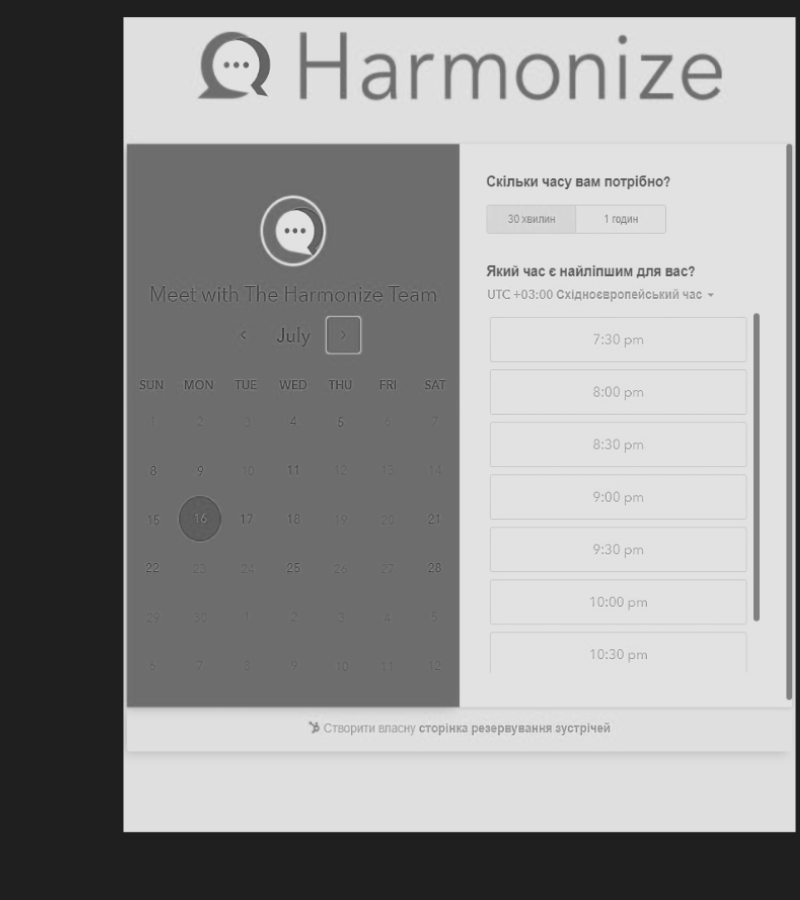 Harmonize
Meet with The Harmonize Team
July
SUN MON TUE WED THU FRI SAT
1 2 3 4 5 6 7
8 9 10 11 12 13 14
15 16 17 18 19 20 21
22 23 24 25 26 27 28
29 30 1 2 3 4 5
6 7 8 9 10 11 12
Скільки часу вам потрібно?
30 хвилин 1 годин
Який час є найліпшим для вас?
UTC +03:00 Східноєвропейський час
7:30 pm
8:00 pm
8:30 pm
9:00 pm
9:30 pm
10:00 pm
10:30 pm
Створити власну сторінка резервування зустрічей